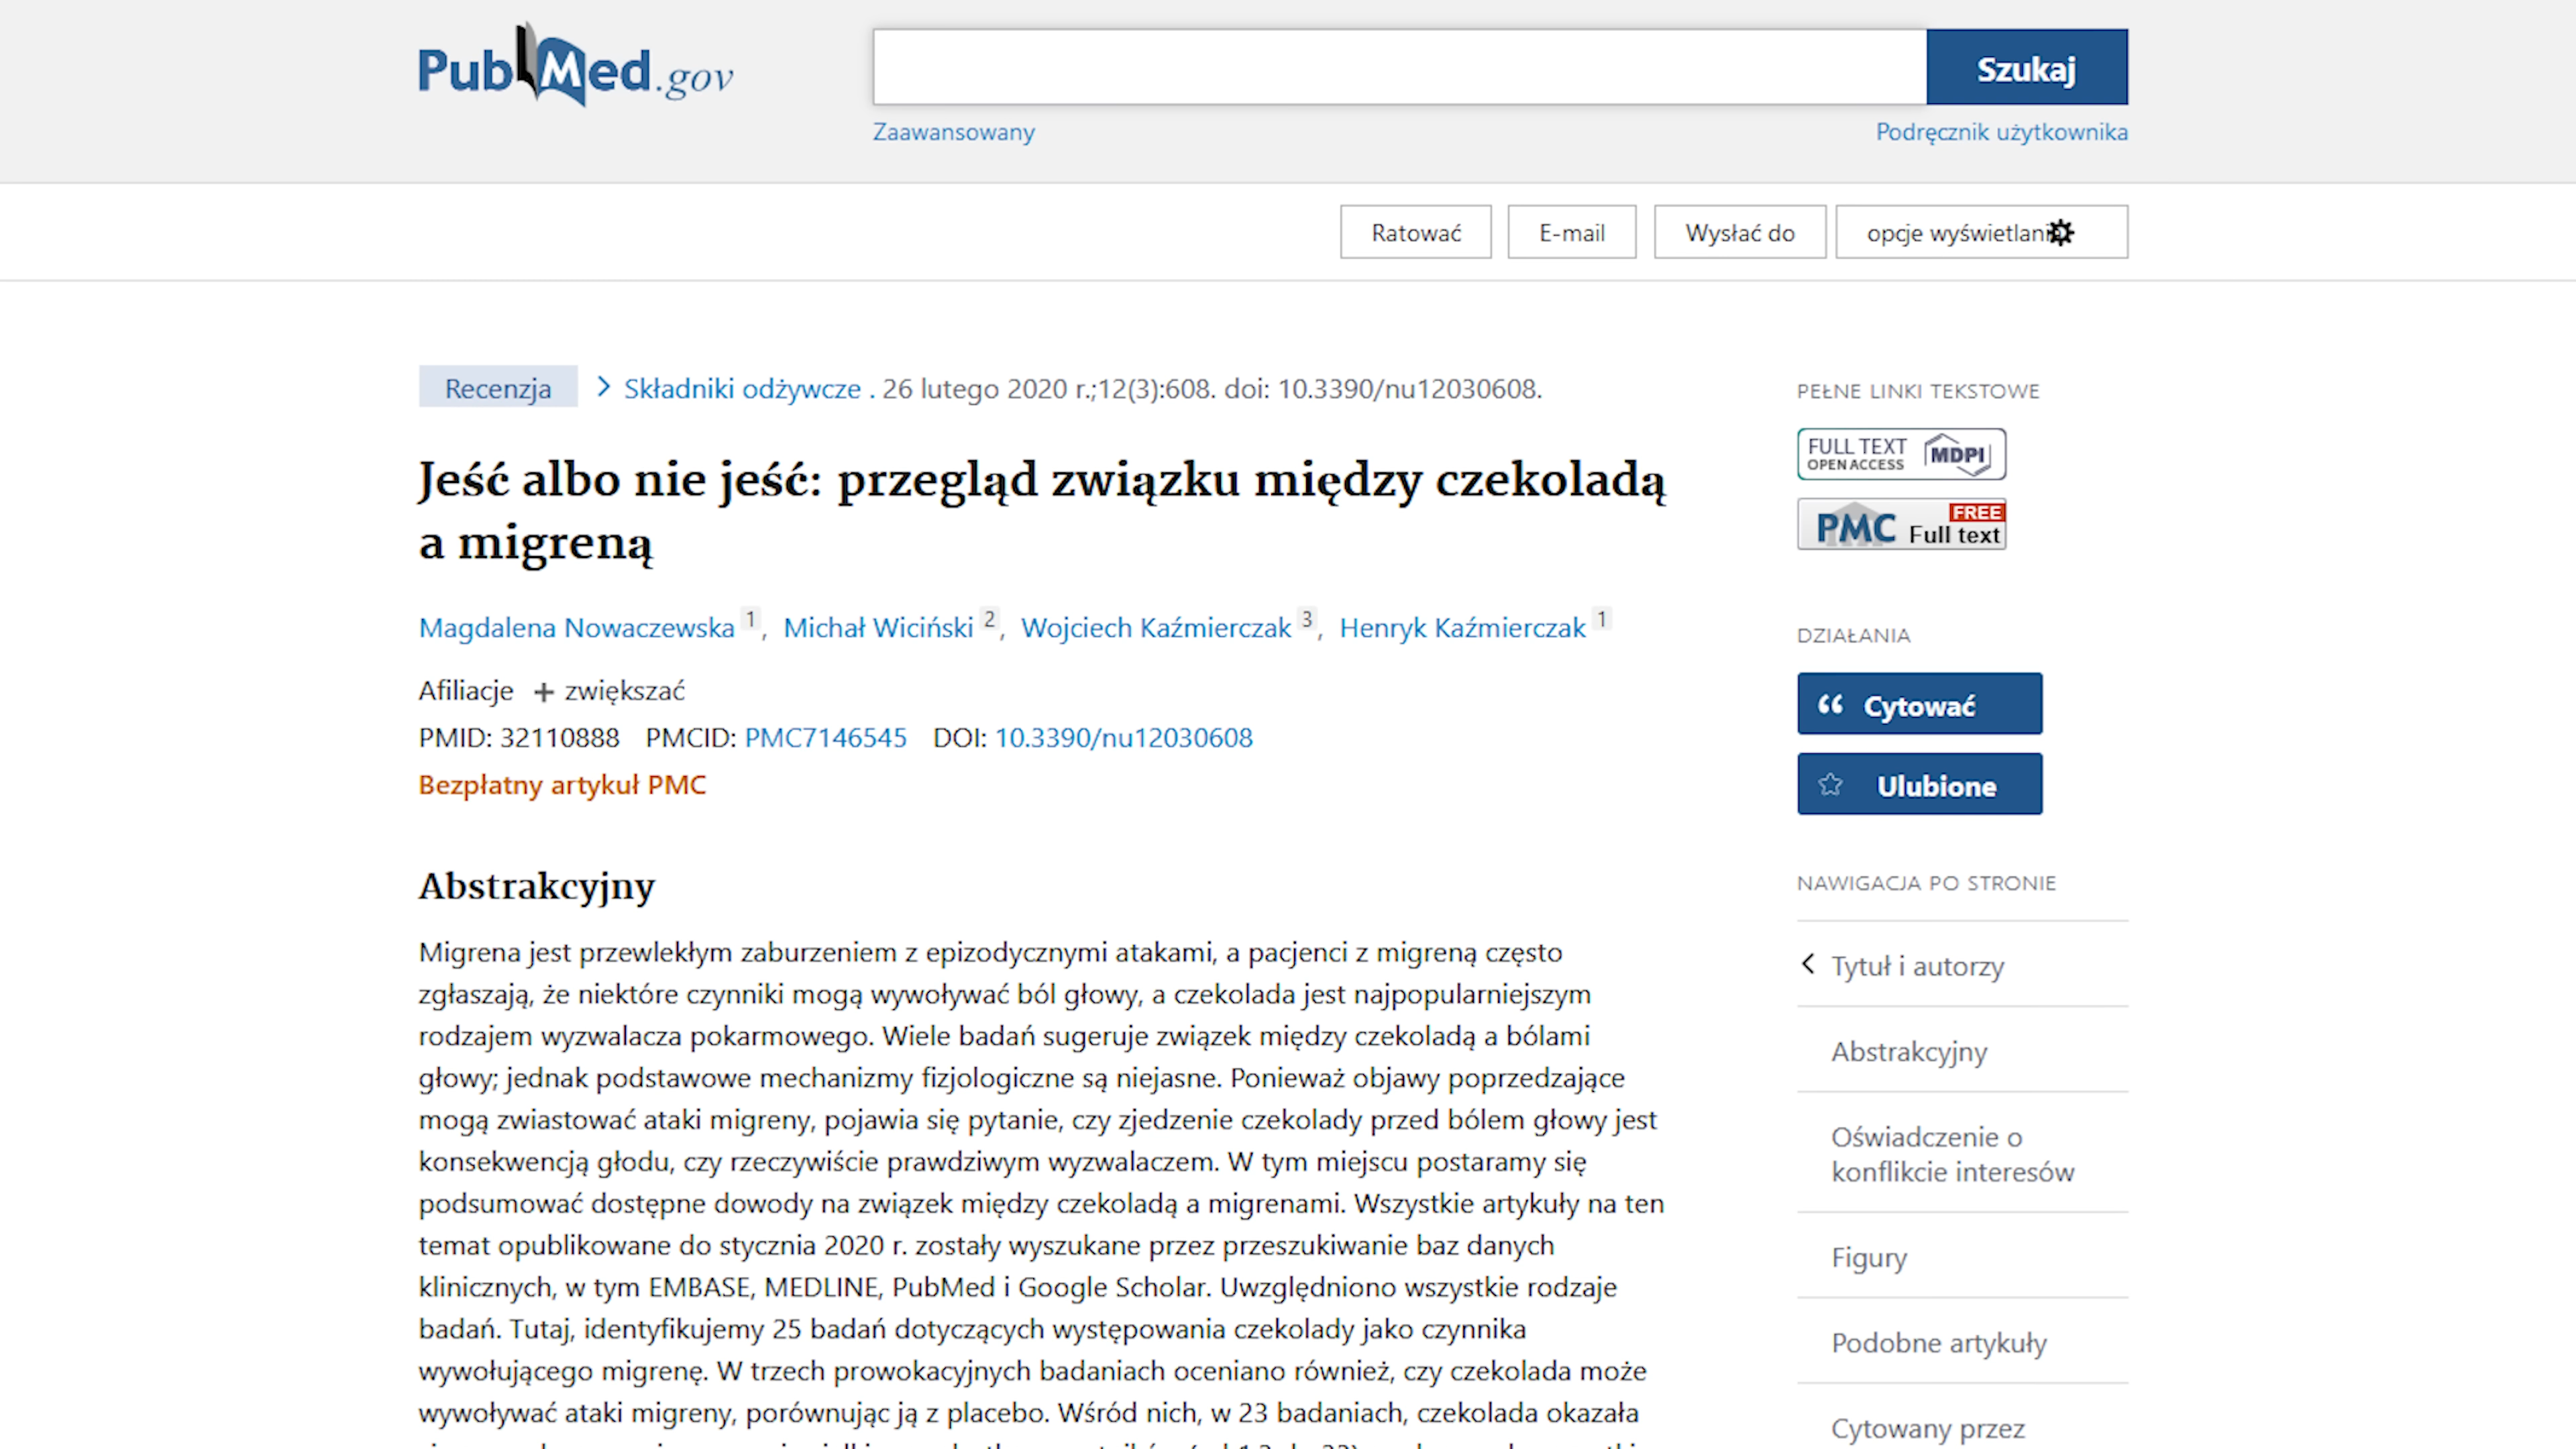 PubMed.gov
Szukaj
Zaawansowany
Podręcznik użytkownika
Ratować
E-mail
Wysłać do
opcje wyświetlania
Recenzja > Składniki odżywcze . 26 lutego 2020 r.;12(3):608. doi: 10.3390/nu12030608.
Jeść albo nie jeść: przegląd związku między czekoladą
a migreną
Magdalena Nowaczewska 1, Michał Wiciński 2, Wojciech Kaźmierczak 3, Henryk Kaźmierczak 1
Afiliacje + zwiększać
PMID: 32110888 PMCID: PMC7146545 DOI: 10.3390/nu12030608
Bezpłatny artykuł PMC
Abstrakcyjny
Migrena jest przewlekłym zaburzeniem z epizodycznymi atakami, a pacjenci z migreną często
zgłaszają, że niektóre czynniki mogą wywoływać ból głowy, a czekolada jest najpopularniejszym
rodzajem wyzwalacza pokarmowego. Wiele badań sugeruje związek między czekoladą a bólami
głowy; jednak podstawowe mechanizmy fizjologiczne są niejasne. Ponieważ objawy poprzedzające
mogą zwiastować ataki migreny, pojawia się pytanie, czy zjedzenie czekolady przed bólem głowy jest
konsekwencją głodu, czy rzeczywiście prawdziwym wyzwalaczem. W tym miejscu postaramy się
podsumować dostępne dowody na związek między czekoladą a migrenami. Wszystkie artykuły na ten
temat opublikowane do stycznia 2020 r. zostały wyszukane przez przeszukiwanie baz danych
klinicznych, w tym EMBASE, MEDLINE, PubMed i Google Scholar. Uwzględniono wszystkie rodzaje
badań. Tutaj, identyfikujemy 25 badań dotyczących występowania czekolady jako czynnika
wywołującego migrenę. W trzech prowokacyjnych badaniach oceniano również, czy czekolada może
wywoływać ataki migreny, porównując ją z placebo. Wśród nich, w 23 badaniach, czekolada okazała
PEŁNE LINKI TEKSTOWE
FULL TEXT
OPEN ACCESS
MDPI
PMC FREE
Full text
DZIAŁANIA
Cytować
Ulubione
NAWIGACJA PO STRONIE
Tytuł i autorzy
Abstrakcyjny
Oświadczenie o
konflikcie interesów
Figury
Podobne artykuły
Cytowany przez